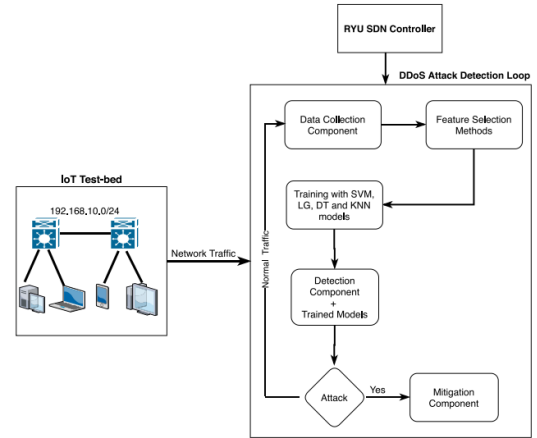 RYU SDN Controller
DDoS Attack Detection Loop
Data Collection
Component
Feature Selection
Methods
IoT Test-bed
192.168.10.0/24
Training with SVM,
LG, DT and KNN
models
Network Traffic
Normal Traffic
Detection
Component
+
Trained Models
Attack
Yes
Mitigation
Component